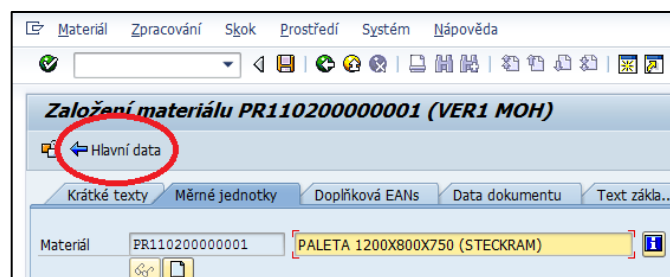 Materiál Zpracování Skok Prostředí Systém Nápověda
Založení materiálu PR110200000001 (VER1 MOH)
Hlavní data
Krátké texty Měrné jednotky Doplňková EANs Data dokumentu Text zákla..
Materiál PR110200000001 PALETA 1200X800X750 (STECKRAM)